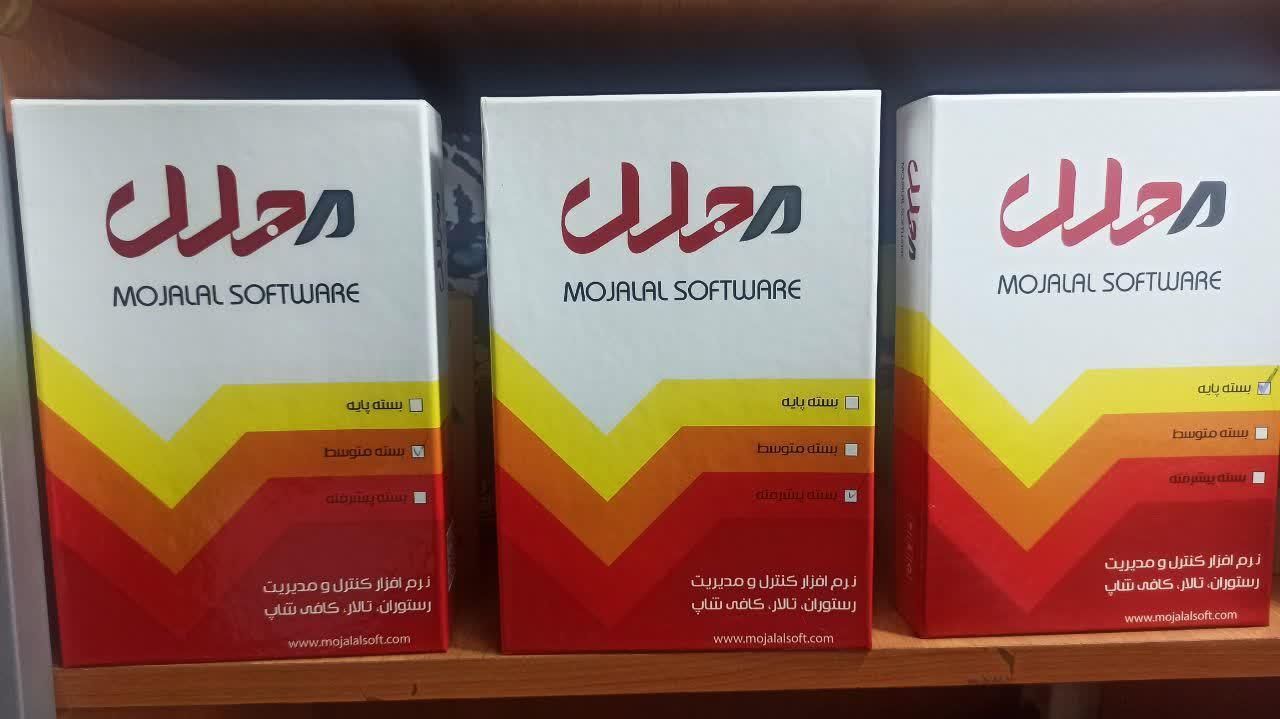 مجلل
MOJALAL SOFTWARE
بسته پایه
بسته متوسط
بسته پیشرفته
نرم افزار کنترل و مدیریت
رستوران، تالار، کافی شاپ
www.mojalalsoft.com
مجلل
MOJALAL SOFTWARE
بسته پایه
بسته متوسط
بسته پیشرفته
نرم افزار کنترل و مدیریت
رستوران، تالار، کافی شاپ
www.mojalalsoft.com
مجلل
MOJALAL SOFTWARE
مجلل
MOJALAL SOFTWARE
بسته پایه
بسته متوسط
بسته پیشرفته
نرم افزار کنترل و مدیریت
رستوران، تالار، کافی شاپ
www.mojalalsoft.com